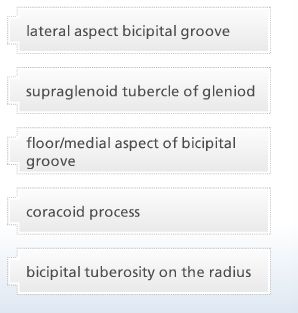 lateral aspect bicipital groove
supraglenoid tubercle of gleniod
floor/medial aspect of bicipital
groove
coracoid process
bicipital tuberosity on the radius